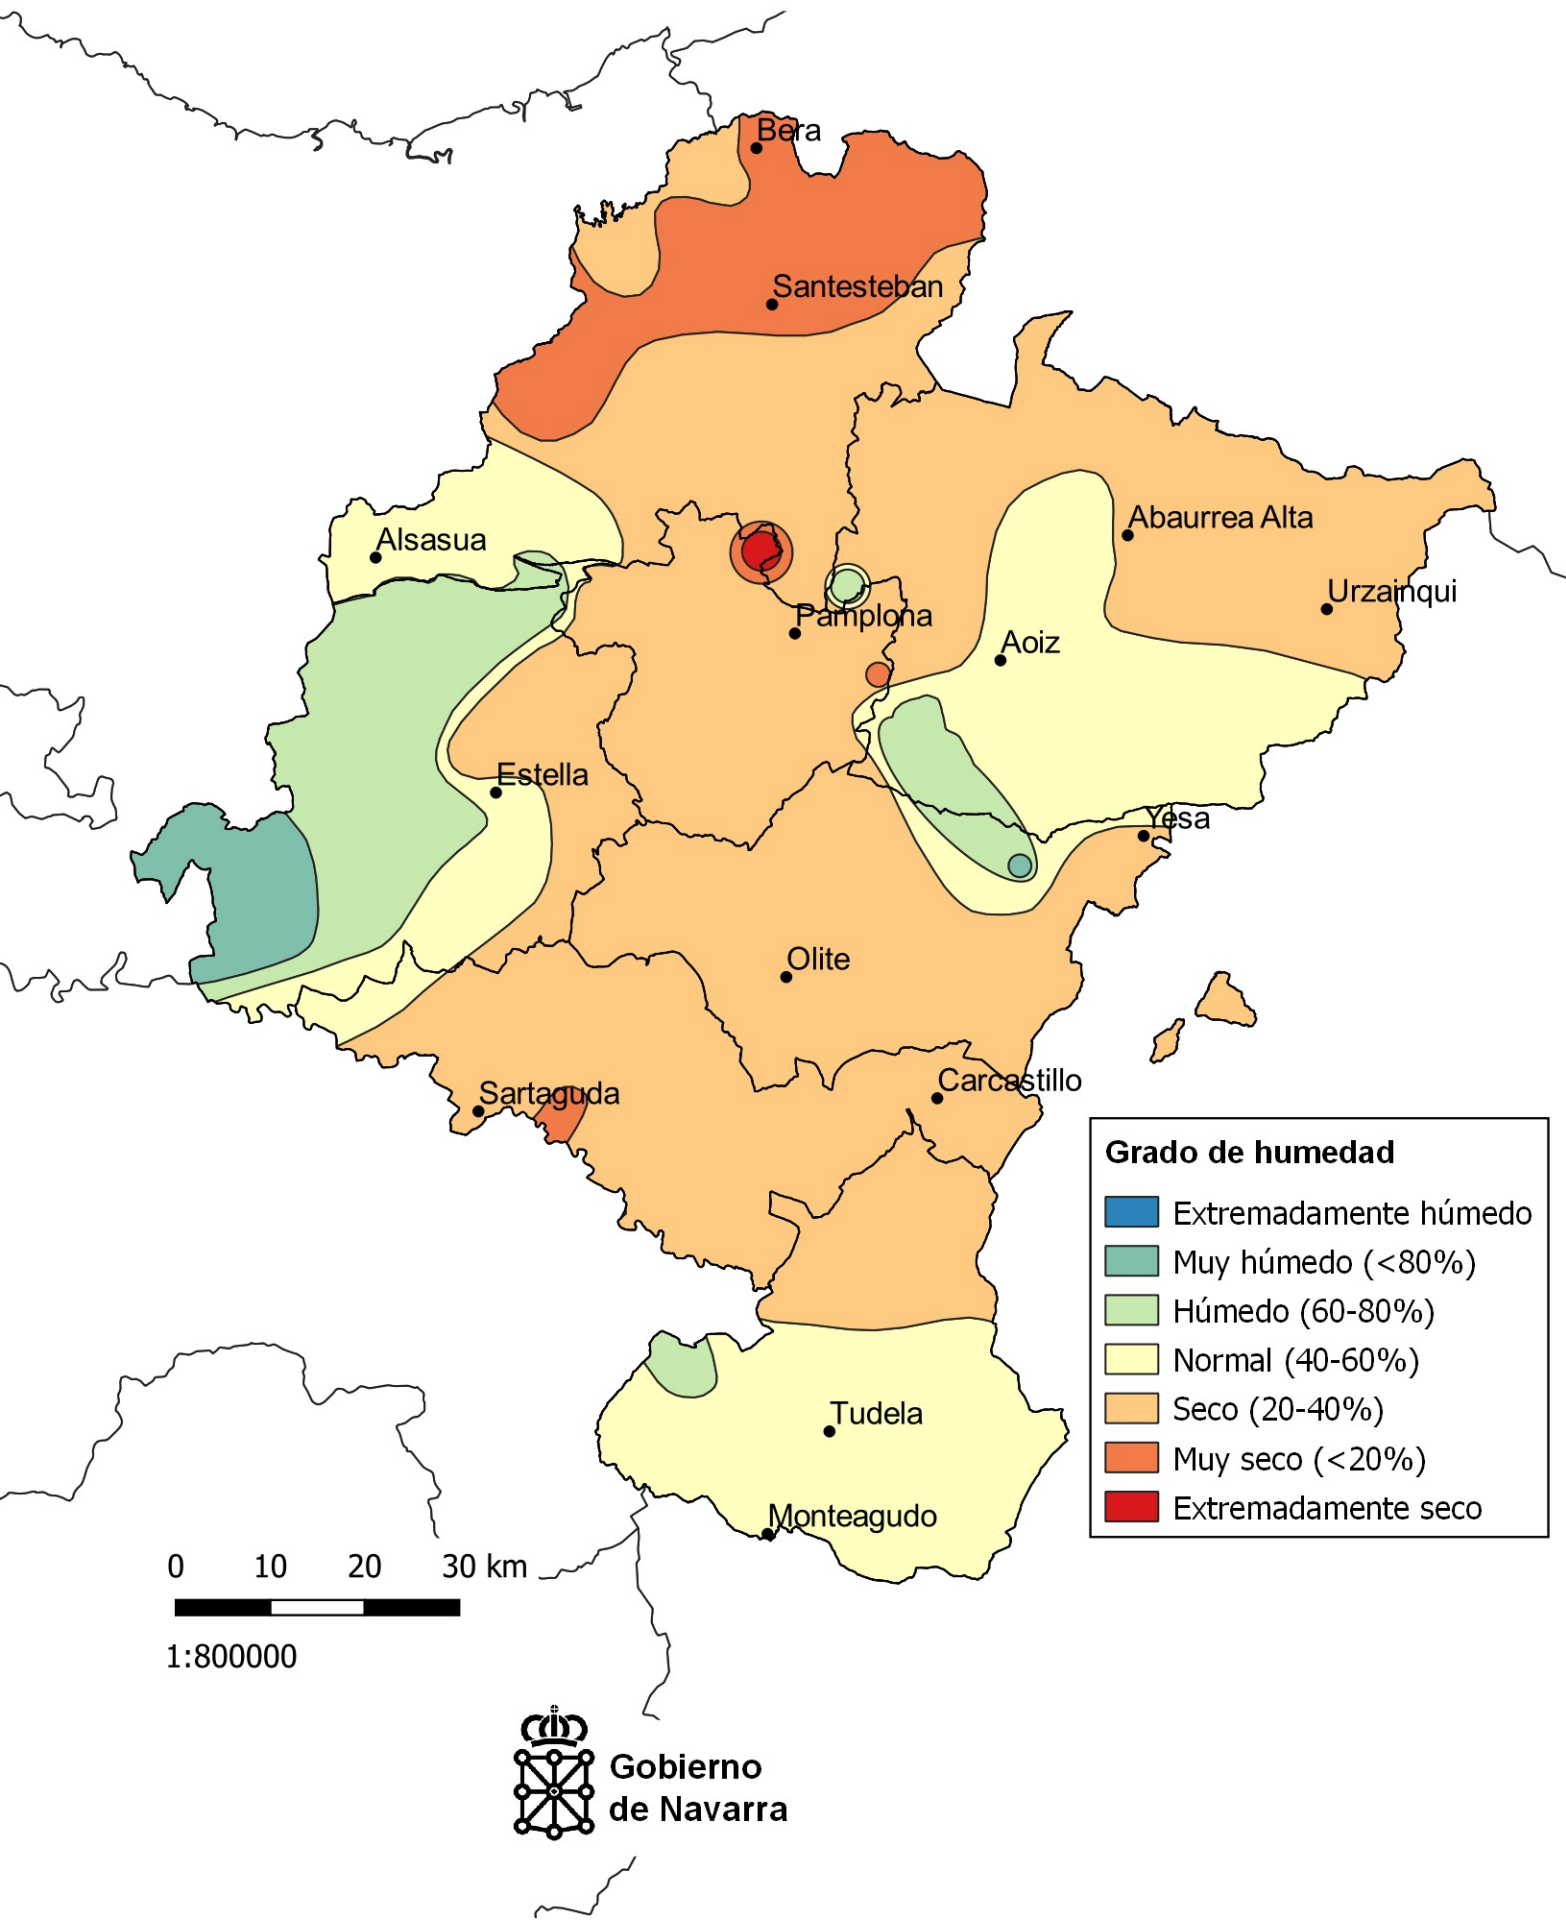 Bera
Santesteban
Abaurrea Alta
Alsasua
Urzainqui
Pamplona
Aoiz
Estella
Yesa
Olite
Carcastillo
Sartaguda
Grado de humedad
Extremadamente húmedo
Muy húmedo (<80%)
Húmedo (60-80%)
Normal (40-60%)
Seco (20-40%)
Muy seco (<20%)
Extremadamente seco
Tudela
Monteagudo
0 10 20 30 km
1:800000
Gobierno
de Navarra